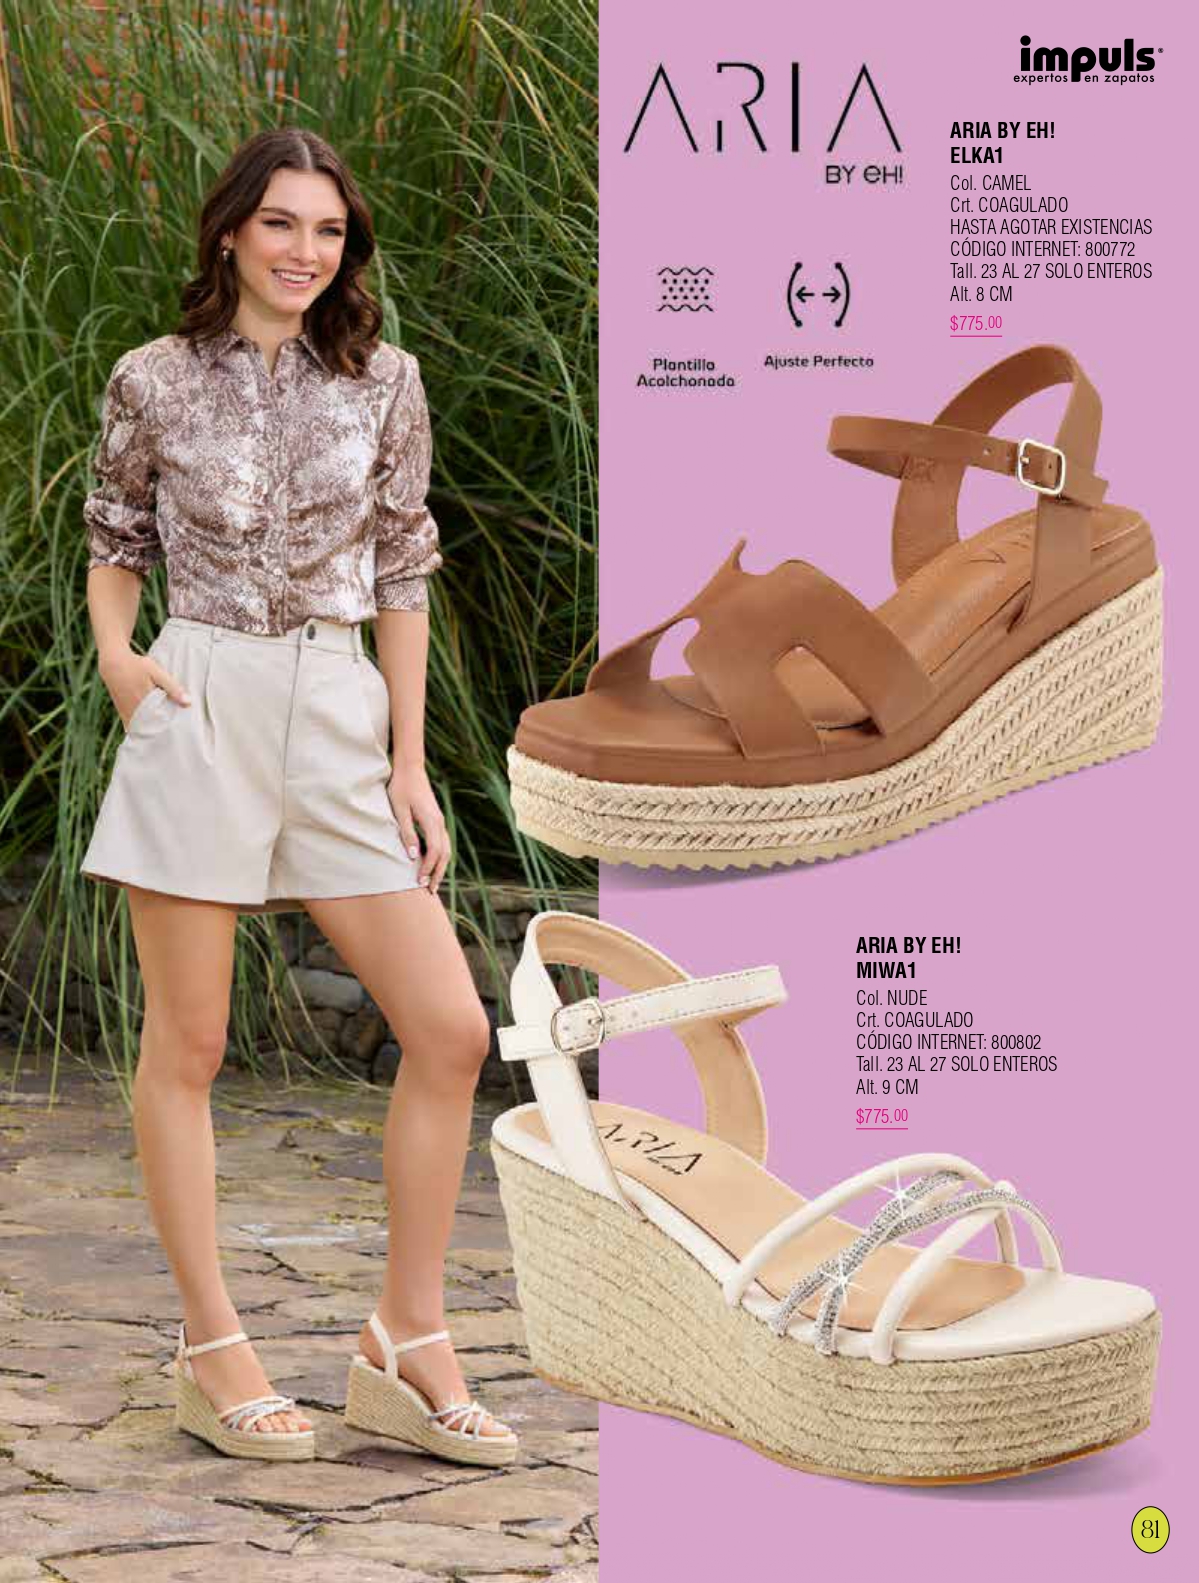 impuls®
expertos en zapatos
ARIA
BY eH!
Plantilla
Acolchonada
Ajuste Perfecto
ARIA BY EH!
ELKA1
Col. CAMEL
Crt. COAGULADO
HASTA AGOTAR EXISTENCIAS
CÓDIGO INTERNET: 800772
Tall. 23 AL 27 SOLO ENTEROS
Alt. 8 CM
$775.00
ARIA BY EH!
MIWA1
Col. NUDE
Crt. COAGULADO
CÓDIGO INTERNET: 800802
Tall. 23 AL 27 SOLO ENTEROS
Alt. 9 CM
$775.00
ARIA
81